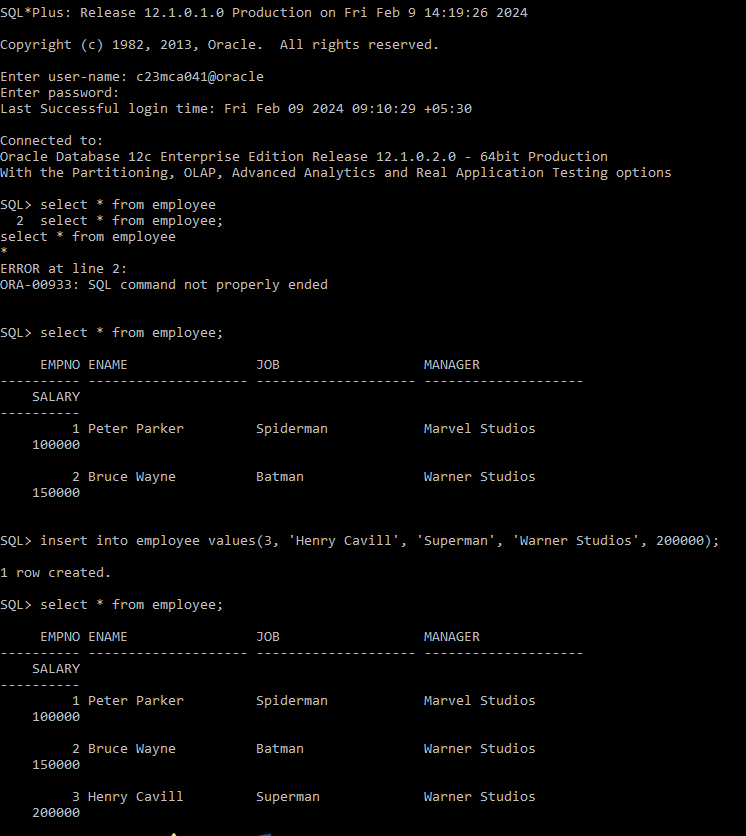 SQL*Plus: Release 12.1.0.1.0 Production on Fri Feb 9 14:19:26 2024
Copyright (c) 1982, 2013, Oracle.  All rights reserved.
Enter user-name: c23mca041@oracle
Enter password:
Last Successful login time: Fri Feb 09 2024 09:10:29 +05:30
Connected to:
Oracle Database 12c Enterprise Edition Release 12.1.0.2.0 - 64bit Production
With the Partitioning, OLAP, Advanced Analytics and Real Application Testing options
SQL> select * from employee
  2  select * from employee;
select * from employee
*
ERROR at line 2:
ORA-00933: SQL command not properly ended
SQL> select * from employee;
     EMPNO ENAME                JOB                  MANAGER
---------- -------------------- -------------------- --------------------
    SALARY
----------
         1 Peter Parker         Spiderman            Marvel Studios
    100000
         2 Bruce Wayne          Batman               Warner Studios
    150000
SQL> insert into employee values(3, 'Henry Cavill', 'Superman', 'Warner Studios', 200000);
1 row created.
SQL> select * from employee;
     EMPNO ENAME                JOB                  MANAGER
---------- -------------------- -------------------- --------------------
    SALARY
----------
         1 Peter Parker         Spiderman            Marvel Studios
    100000
         2 Bruce Wayne          Batman               Warner Studios
    150000
         3 Henry Cavill         Superman             Warner Studios
    200000